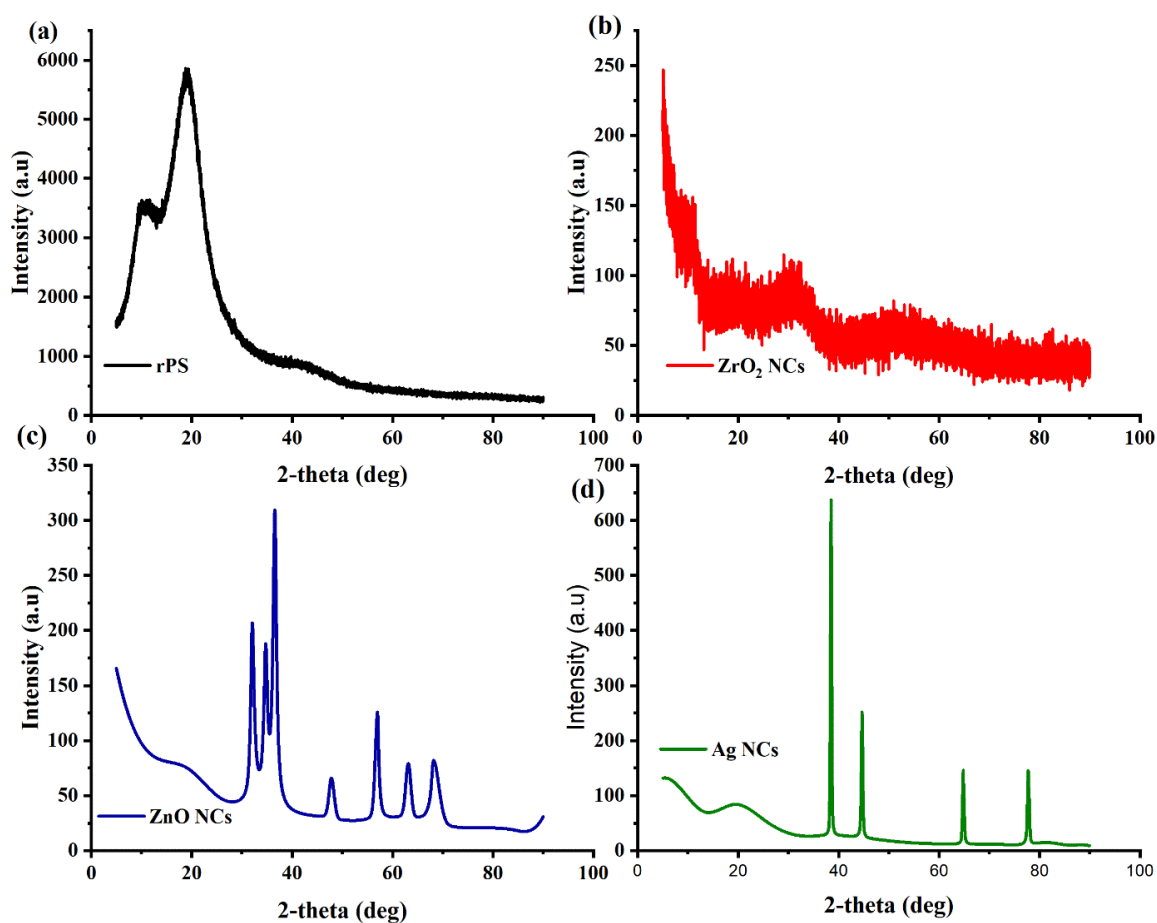 (a)
6000
5000
4000
3000
2000
1000
0
Intensity (a.u)
rPS
0 20 40 60 80 100
2-theta (deg)
(b)
250
200
150
100
50
0
Intensity (a.u)
ZrO₂ NCs
0 20 40 60 80 100
2-theta (deg)
(c)
350
300
250
200
150
100
50
0
Intensity (a.u)
ZnO NCs
0 20 40 60 80 100
2-theta (deg)
(d)
700
600
500
400
300
200
100
0
Intensity (a.u)
Ag NCs
0 20 40 60 80 100
2-theta (deg)